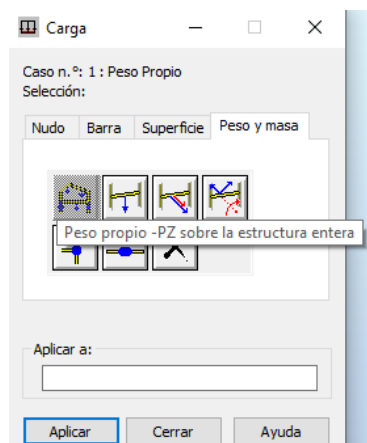 Carga
Caso n.º: 1 : Peso Propio
Selección:
Nudo Barra Superficie Peso y masa
Peso propio -PZ sobre la estructura entera
Aplicar a:
Aplicar Cerrar Ayuda